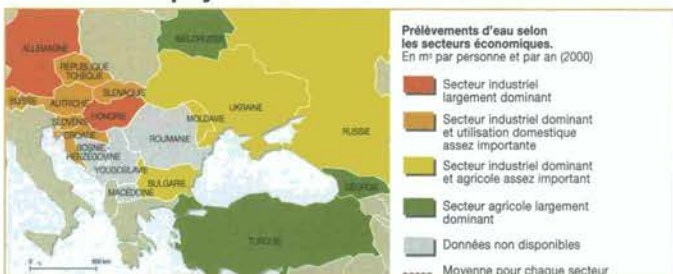 Prélèvements d'eau selon
les secteurs économiques.
En m³ par personne et par an (2000)
Secteur industriel
largement dominant
Secteur industriel dominant
et utilisation domestique
assez importante
Secteur industriel dominant
et agricole assez important
Secteur agricole largement
dominant
Données non disponibles
Moyenne pour chaque secteur
ALLEMAGNE
RÉPUBLIQUE
TCHÈQUE
SLOVAQUIE
SUISSE
AUTRICHE
HONGRIE
UKRAINE
MOLDAVIE
RUSSIE
CROATIE
BOSNIE-
HERZÉGOVINE
ROUMANIE
YOUGOSLAVIE
BULGARIE
MACÉDOINE
GÉORGIE
TURQUIE
0